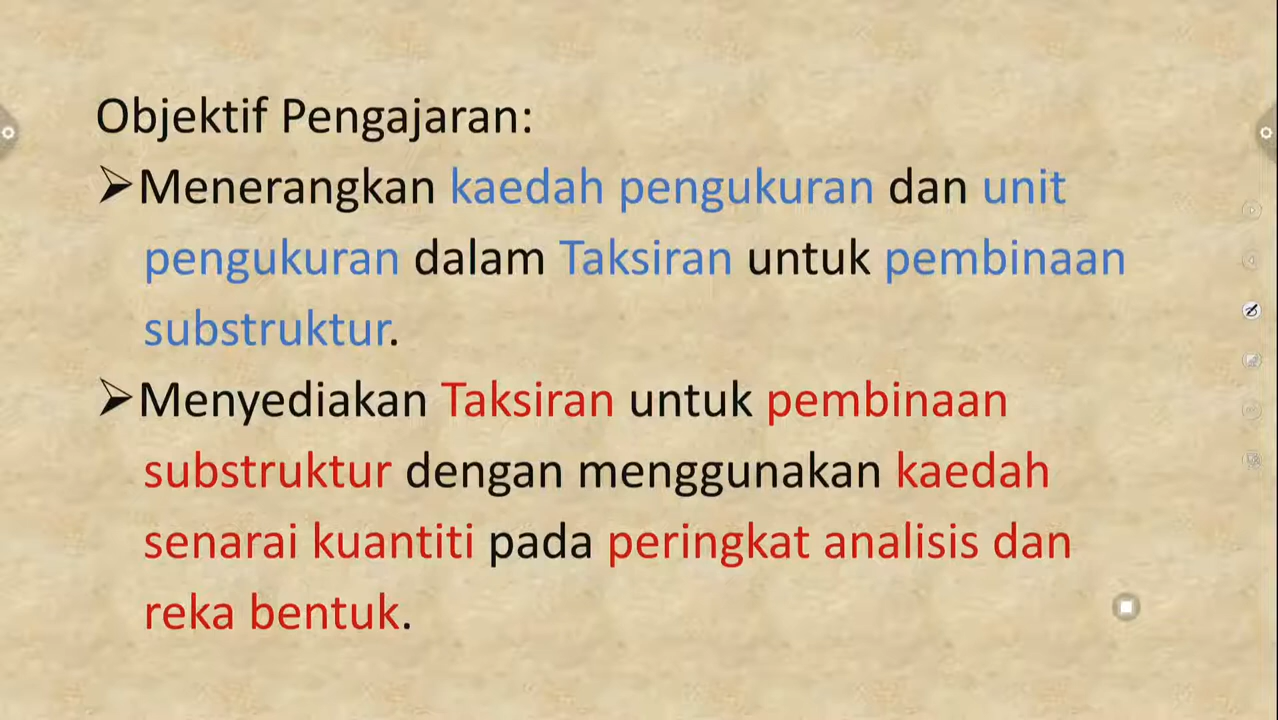 Objektif Pengajaran:
➢Menerangkan kaedah pengukuran dan unit
pengukuran dalam Taksiran untuk pembinaan
substruktur.
➢Menyediakan Taksiran untuk pembinaan
substruktur dengan menggunakan kaedah
senarai kuantiti pada peringkat analisis dan
reka bentuk.